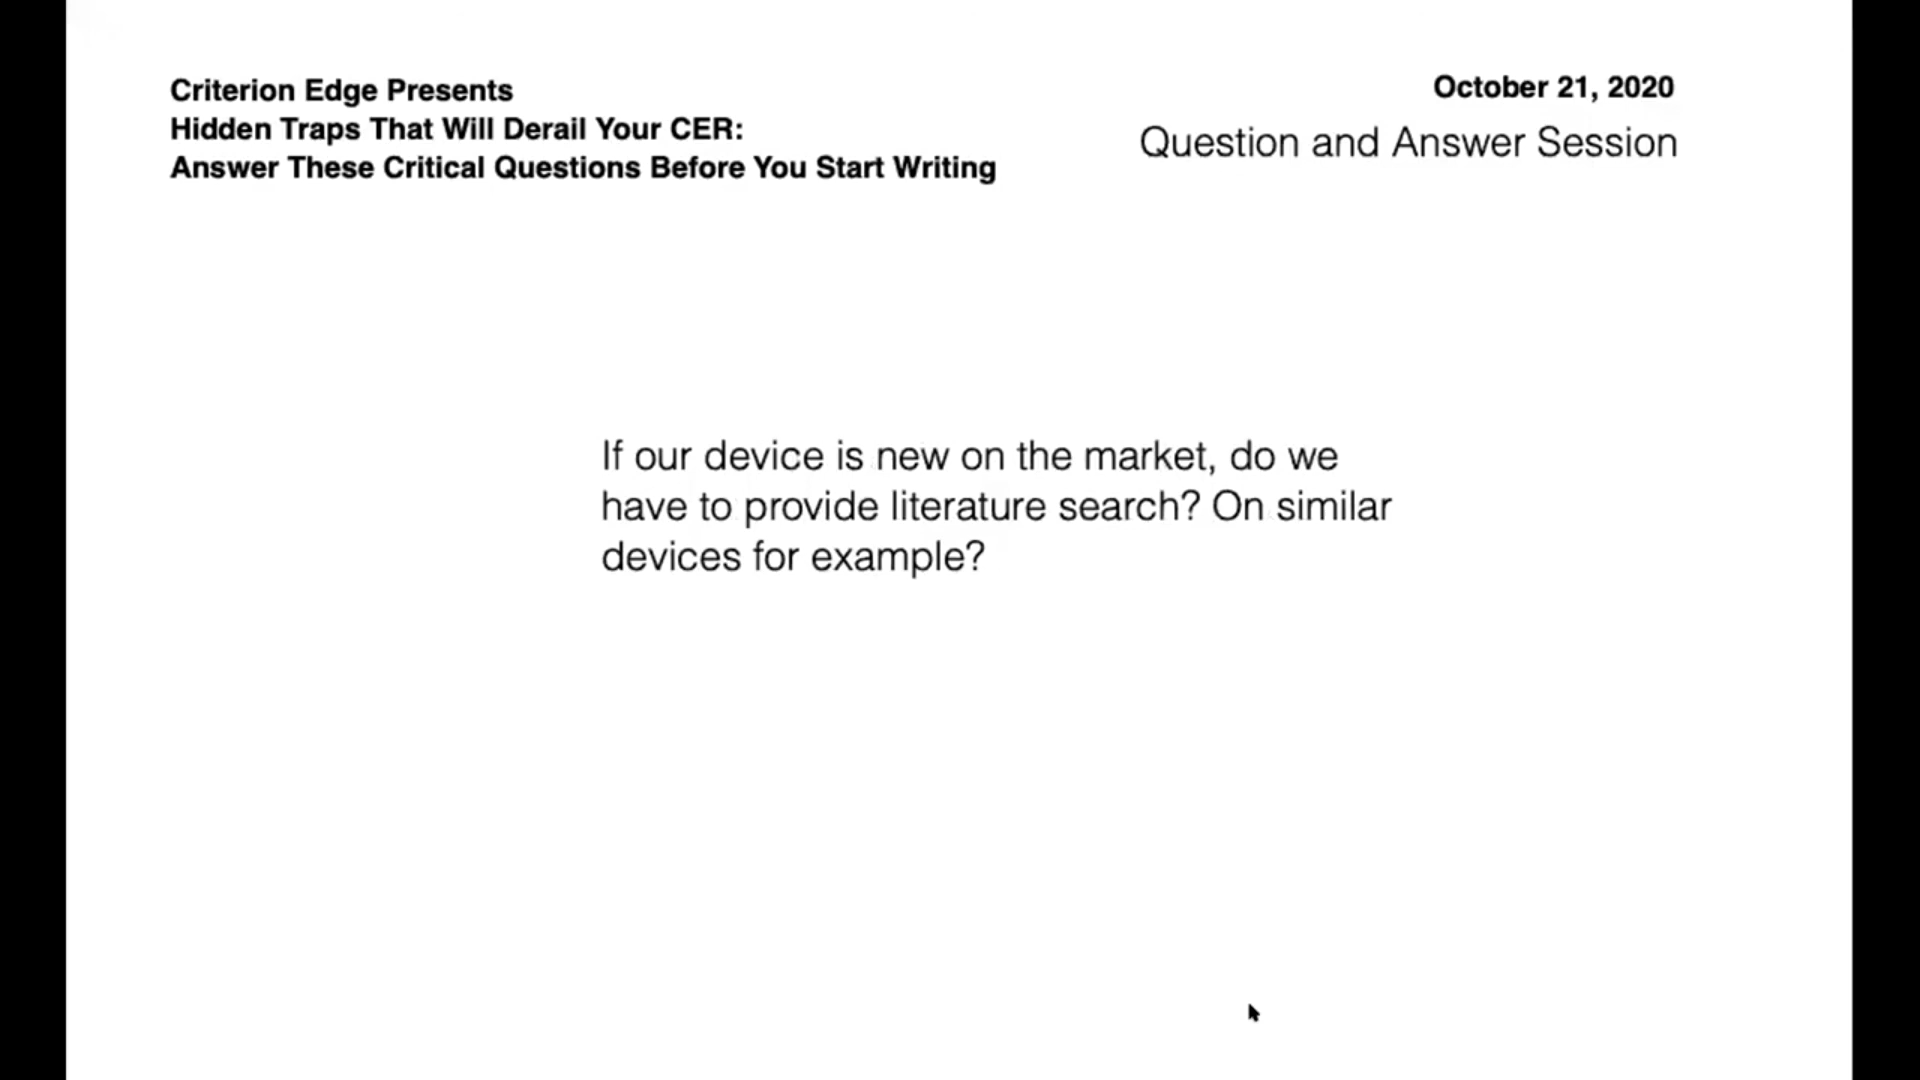 Criterion Edge Presents
Hidden Traps That Will Derail Your CER:
Answer These Critical Questions Before You Start Writing
October 21, 2020
Question and Answer Session
If our device is new on the market, do we
have to provide literature search? On similar
devices for example?